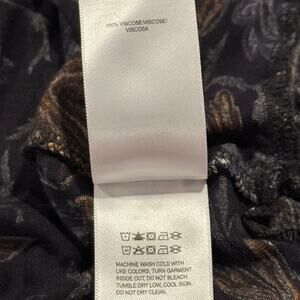 100% VISCOSE/VISCOSE/
VISCOSA
MACHINE WASH COLD WITH
LIKE COLORS, TURN GARMENT
INSIDE OUT, DO NOT BLEACH,
TUMBLE DRY LOW, COOL IRON,
DO NOT DRY CLEAN.